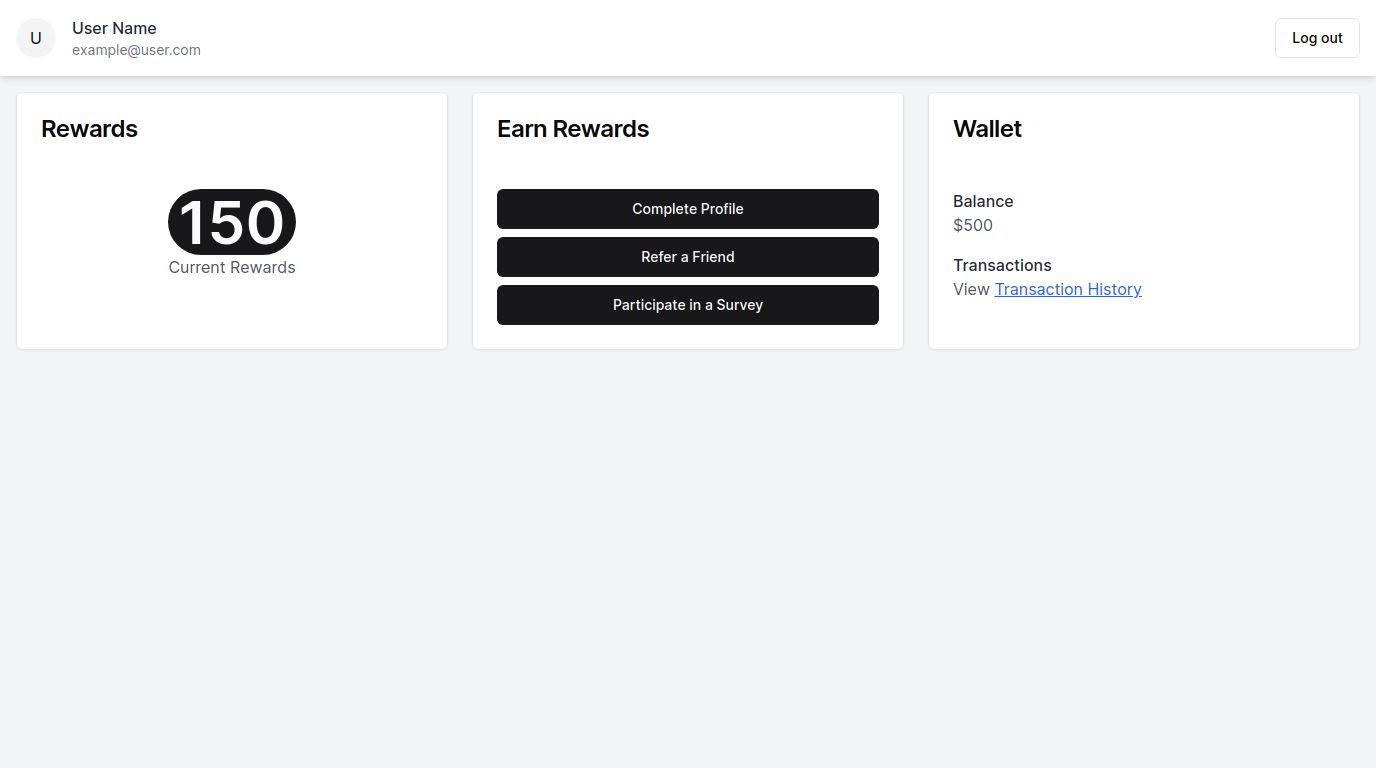 U
User Name
example@user.com
Log out
Rewards
150
Current Rewards
Earn Rewards
Complete Profile
Refer a Friend
Participate in a Survey
Wallet
Balance
$500
Transactions
View Transaction History